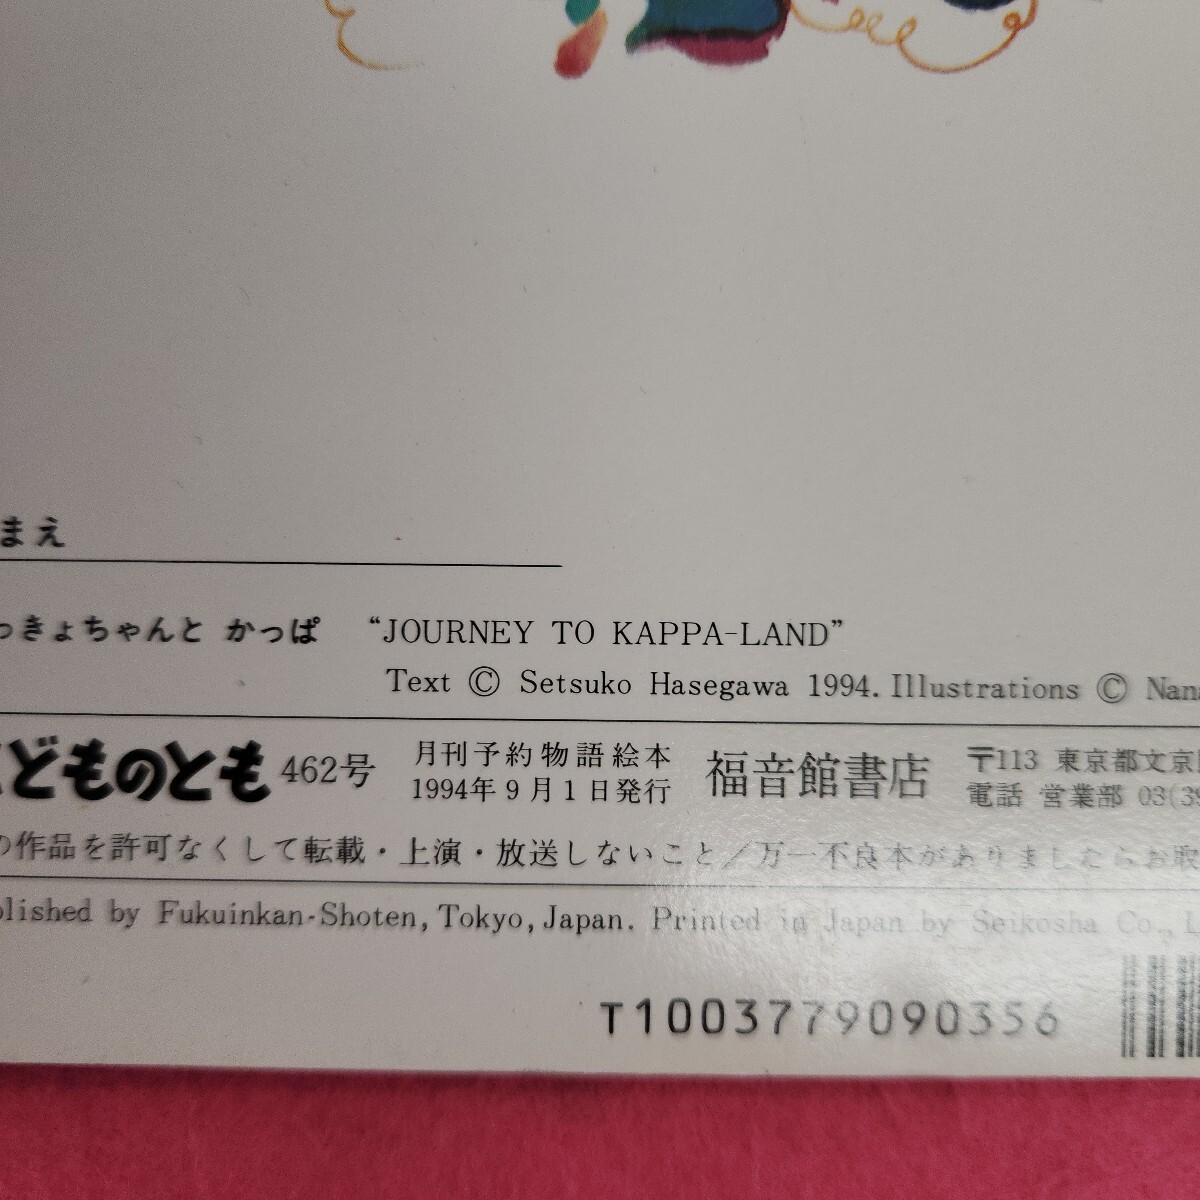 まえ
っきょちゃんと かっぱ “JOURNEY TO KAPPA-LAND”
Text © Setsuko Hasegawa 1994. Illustrations ©
こどものとも 462号 月刊予約物語絵本 福音館書店 〒113 東京都文京
1994年9月1日発行 電話 営業部 03(39
の作品を許可なくして転載・上演・放送しないこと／万一不良本がありましたらお取
blished by Fukuinkan-Shoten, Tokyo, Japan. Printed in Japan by Seikosha Co., L
T1003779090356